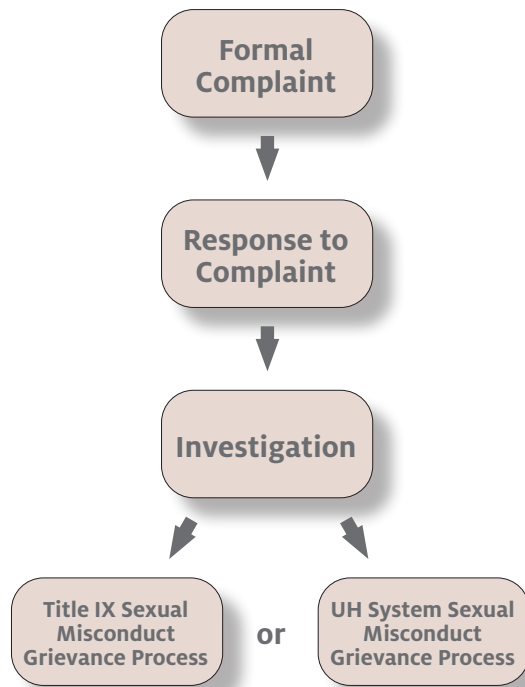 Formal
Complaint
Response to
Complaint
Investigation
Title IX Sexual
Misconduct
Grievance Process
or
UH System Sexual
Misconduct
Grievance Process